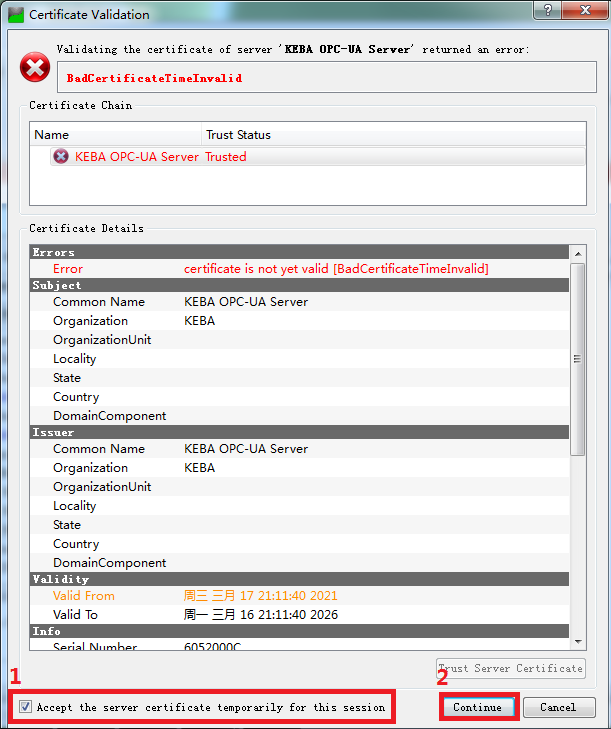 Certificate Validation
?
Validating the certificate of server 'KEBA OPC-UA Server' returned an error:
BadCertificateTimeInvalid
Certificate Chain
Name Trust Status
KEBA OPC-UA Server Trusted
Certificate Details
Errors
Error certificate is not yet valid [BadCertificateTimeInvalid]
Subject
Common Name KEBA OPC-UA Server
Organization KEBA
OrganizationUnit
Locality
State
Country
DomainComponent
Issuer
Common Name KEBA OPC-UA Server
Organization KEBA
OrganizationUnit
Locality
State
Country
DomainComponent
Validity
Valid From 周三 三月 17 21:11:40 2021
Valid To 周一 三月 16 21:11:40 2026
Info
Serial Number 6052000C
Trust Server Certificate
1 2
Accept the server certificate temporarily for this session Continue Cancel